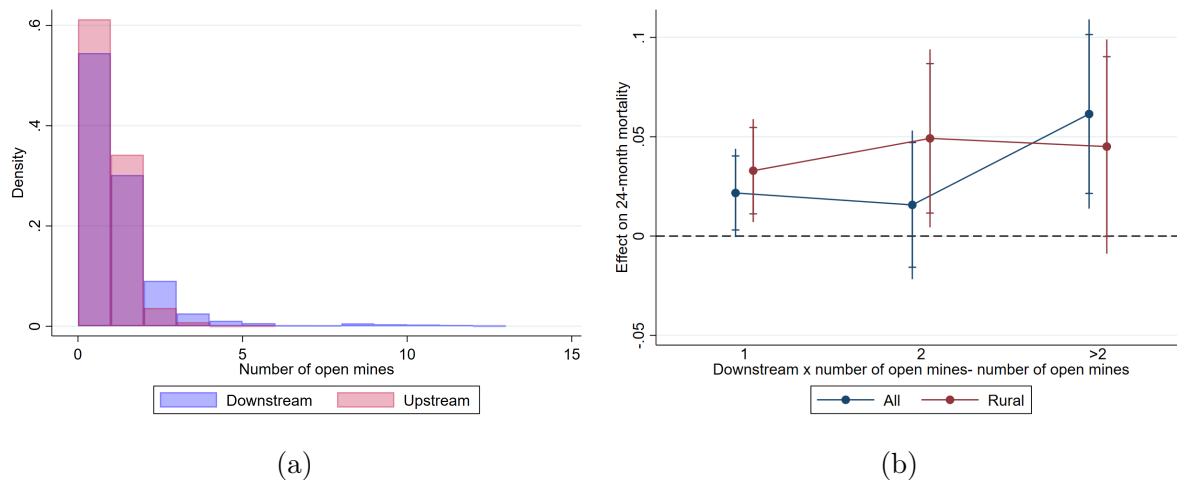 .6
.4
.2
0
Density
0 5 10 15
Number of open mines
Downstream Upstream
(a)
.1
.05
0
-.05
Effect on 24-month mortality
1 2 >2
Downstream x number of open mines- number of open mines
All Rural
(b)